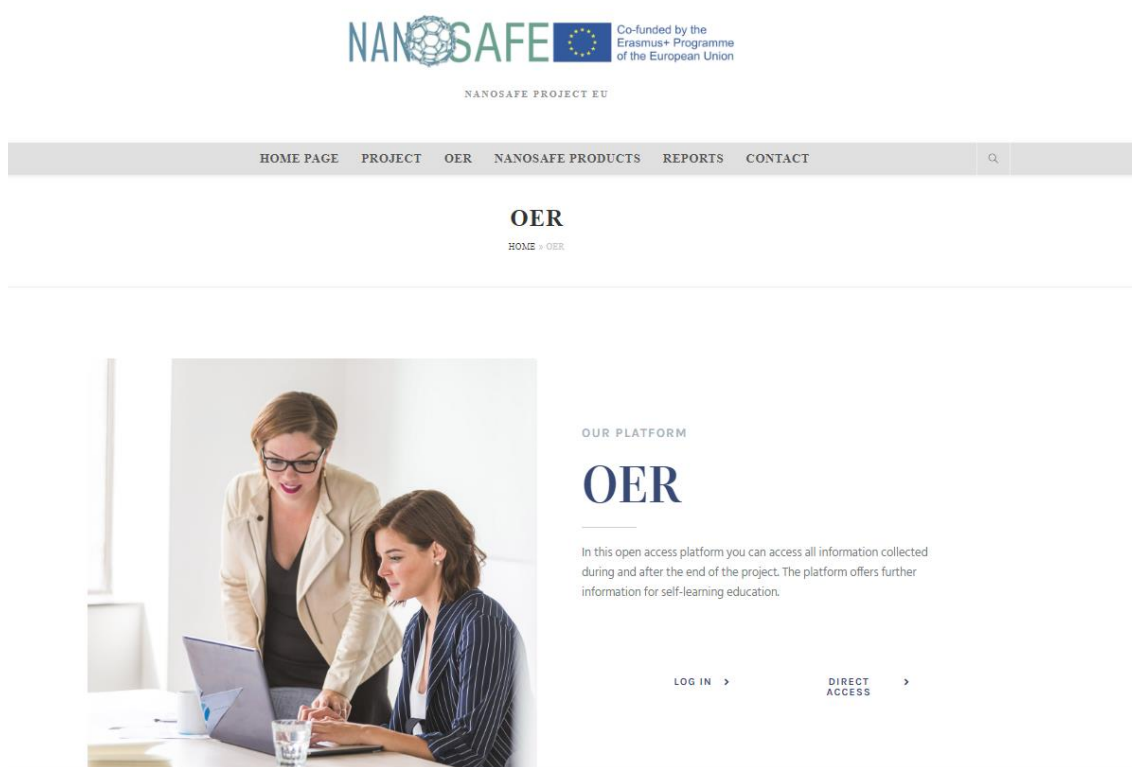 NANOSAFE
Co-funded by the
Erasmus+ Programme
of the European Union
NANOSAFE PROJECT EU
HOME PAGE PROJECT OER NANOSAFE PRODUCTS REPORTS CONTACT
OER
HOME » OER
OUR PLATFORM
OER
In this open access platform you can access all information collected
during and after the end of the project. The platform offers further
information for self-learning education.
LOG IN >
DIRECT
ACCESS >